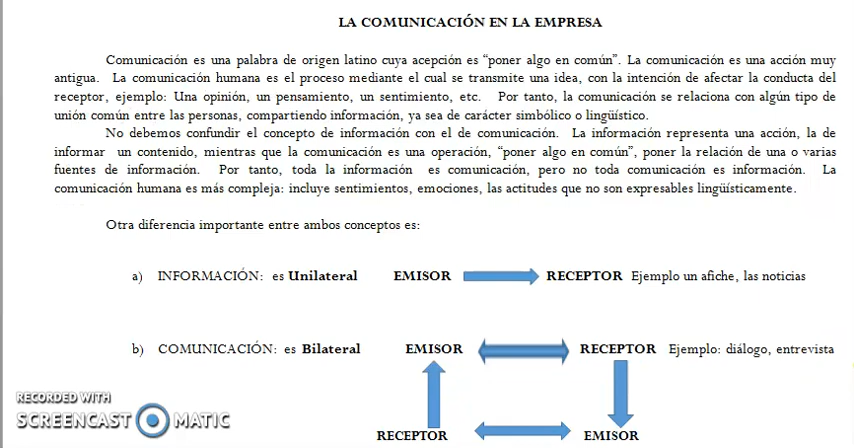 LA COMUNICACIÓN EN LA EMPRESA
Comunicación es una palabra de origen latino cuya acepción es “poner algo en común”. La comunicación es una acción muy
antigua. La comunicación humana es el proceso mediante el cual se transmite una idea, con la intención de afectar la conducta del
receptor, ejemplo: Una opinión, un pensamiento, un sentimiento, etc. Por tanto, la comunicación se relaciona con algún tipo de
unión común entre las personas, compartiendo información, ya sea de carácter simbólico o lingüístico.
No debemos confundir el concepto de información con el de comunicación. La información representa una acción, la de
informar un contenido, mientras que la comunicación es una operación, “poner algo en común”, poner la relación de una o varias
fuentes de información. Por tanto, toda la información es comunicación, pero no toda comunicación es información. La
comunicación humana es más compleja: incluye sentimientos, emociones, las actitudes que no son expresables lingüísticamente.
Otra diferencia importante entre ambos conceptos es:
a) INFORMACIÓN: es Unilateral EMISOR RECEPTOR Ejemplo un afiche, las noticias
b) COMUNICACIÓN: es Bilateral EMISOR RECEPTOR Ejemplo: diálogo, entrevista
RECEPTOR EMISOR
RECORDED WITH
SCREENCAST MATIC